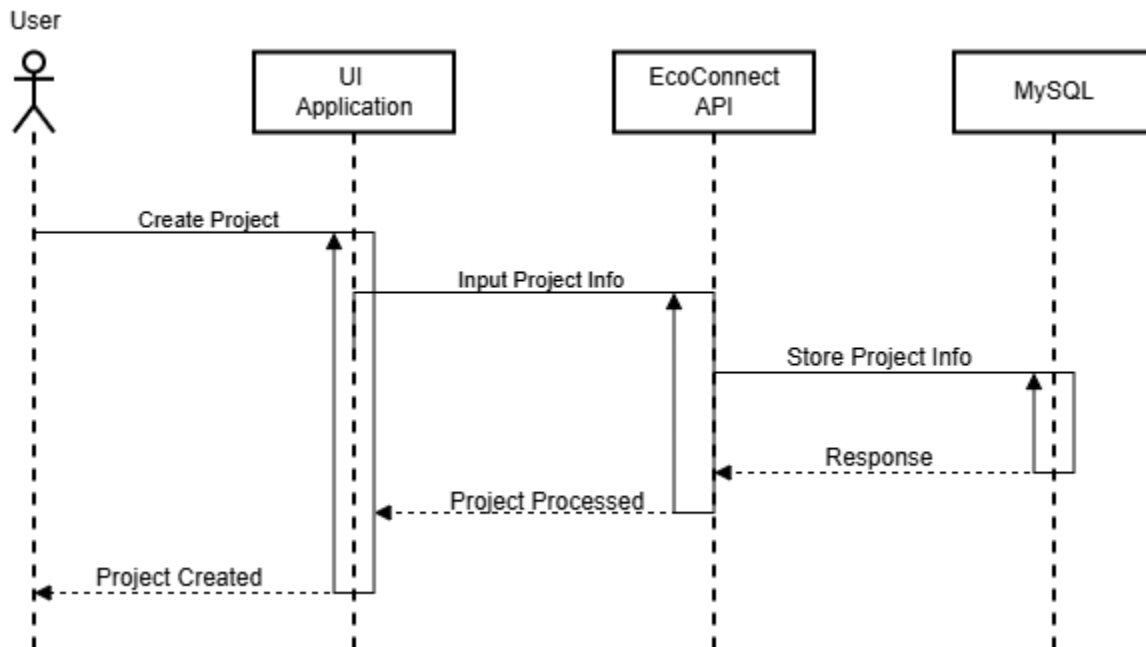 User
UI
Application
EcoConnect
API
MySQL
Create Project
Input Project Info
Store Project Info
Response
Project Processed
Project Created